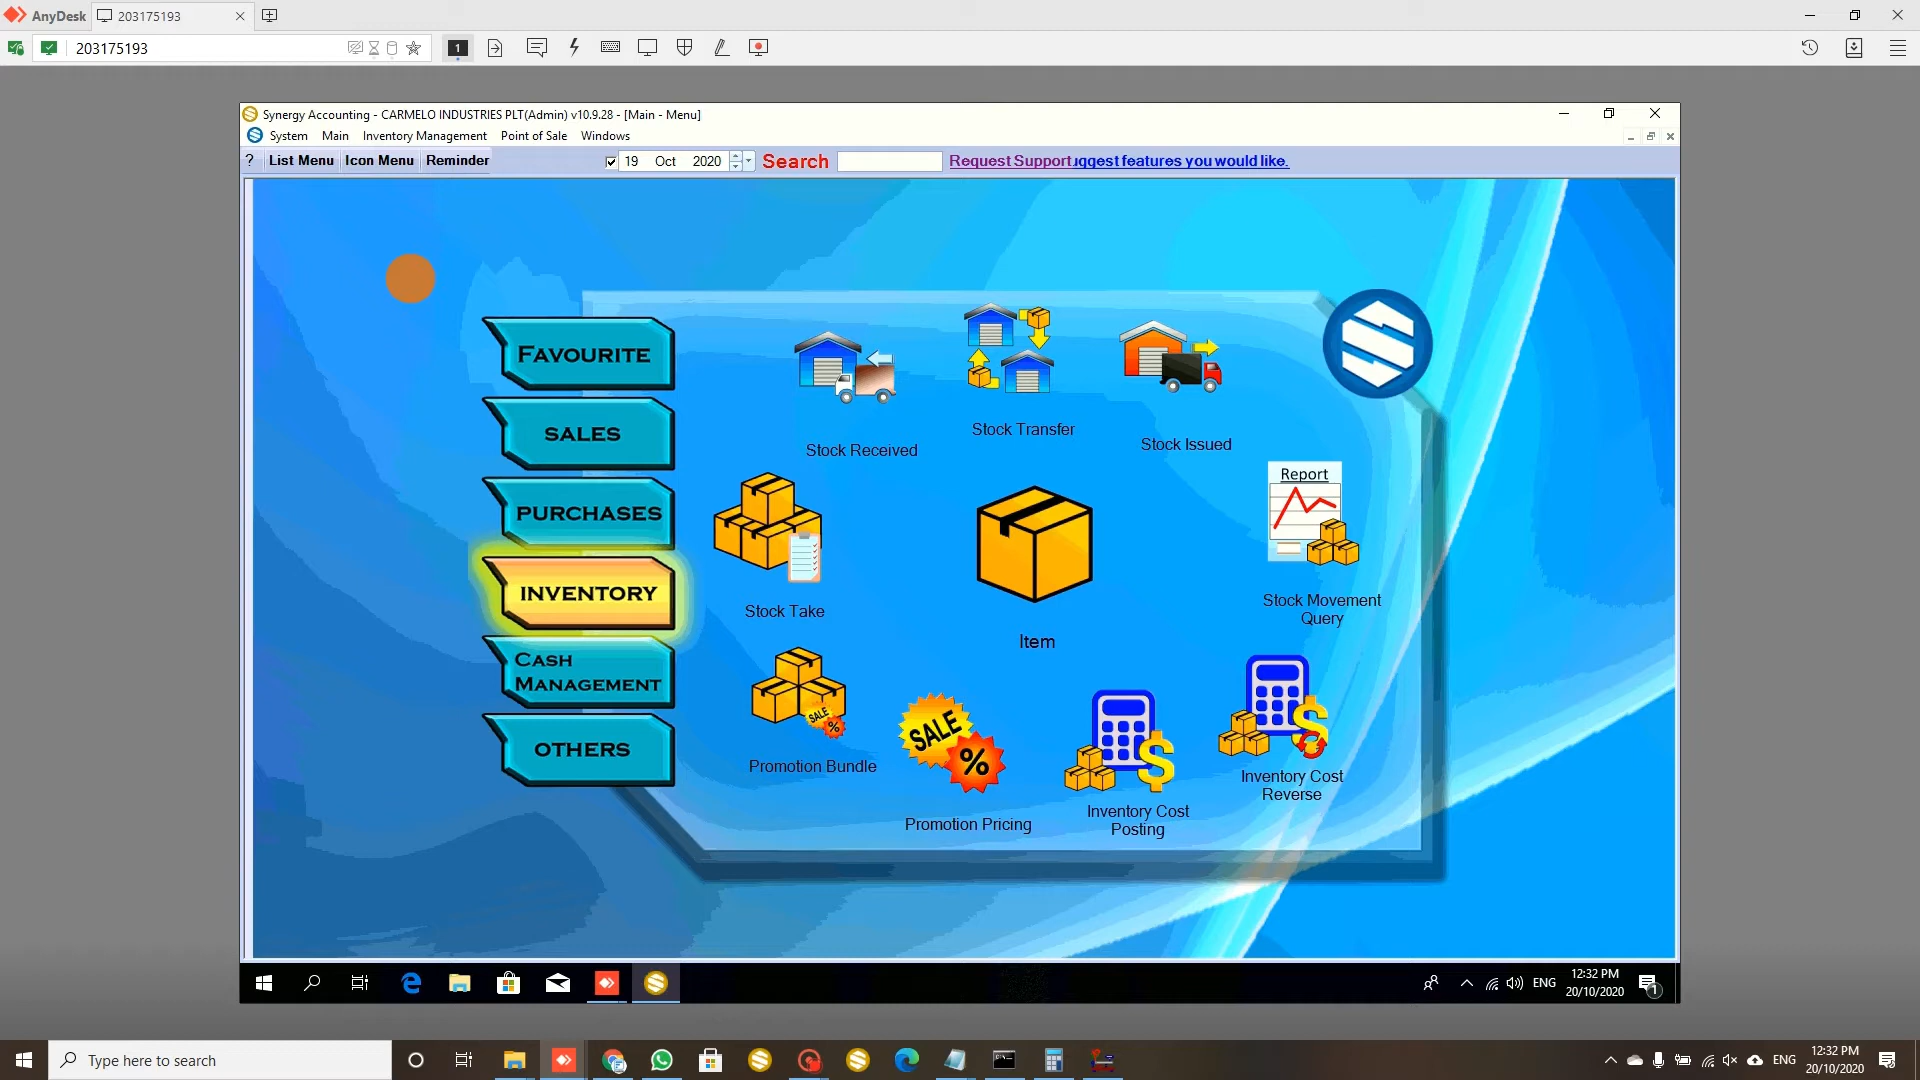 AnyDesk
203175193
203175193
1
Synergy Accounting - CARMELO INDUSTRIES PLT(Admin) v10.9.28 - [Main - Menu]
System Main Inventory Management Point of Sale Windows
? List Menu Icon Menu Reminder
19 Oct 2020 Search
Request Support uggest features you would like.
FAVOURITE
SALES
PURCHASES
INVENTORY
CASH
MANAGEMENT
OTHERS
Stock Received
Stock Transfer
Stock Issued
Report
Stock Take
Item
Stock Movement
Query
SALE
%
Promotion Bundle
SALE
%
Promotion Pricing
Inventory Cost
Posting
Inventory Cost
Reverse
ENG
12:32 PM
20/10/2020
1
Type here to search
ENG
12:32 PM
20/10/2020